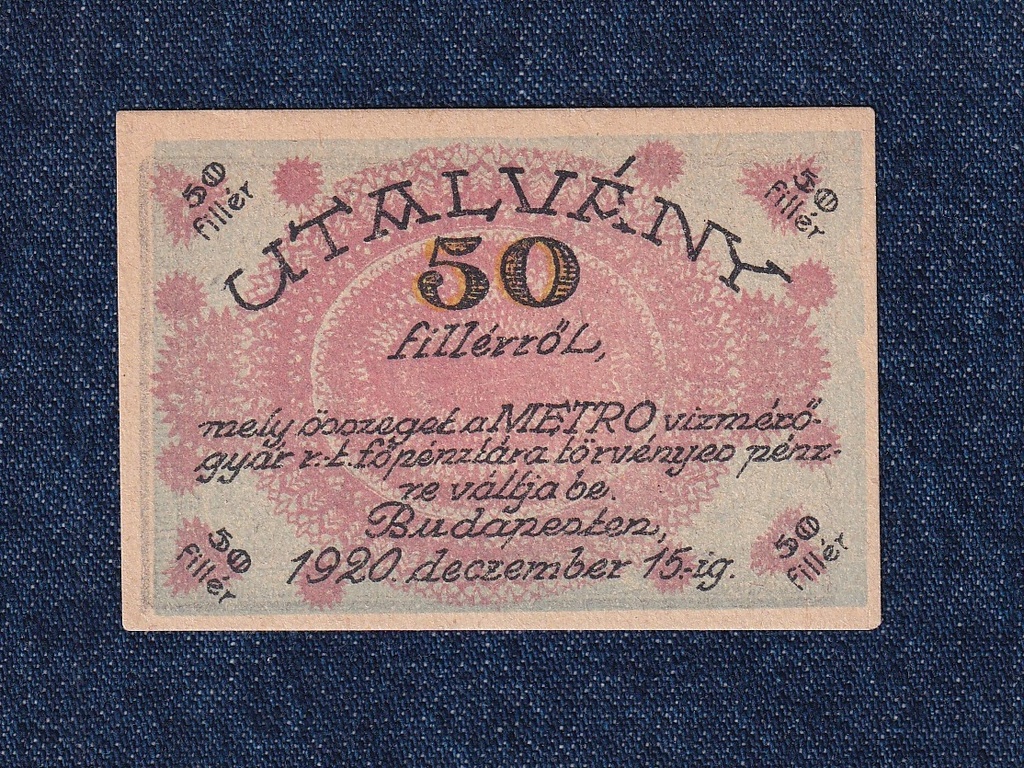 50 fillér
50 fillér
UTALVÁNY
50
fillérről,
mely összeget a METRO vizmérő-
gyár r.t. főpénztára törvényes pénz-
re váltja be.
Budapesten,
1920. deczember 15.-ig.
50 fillér
50 fillér